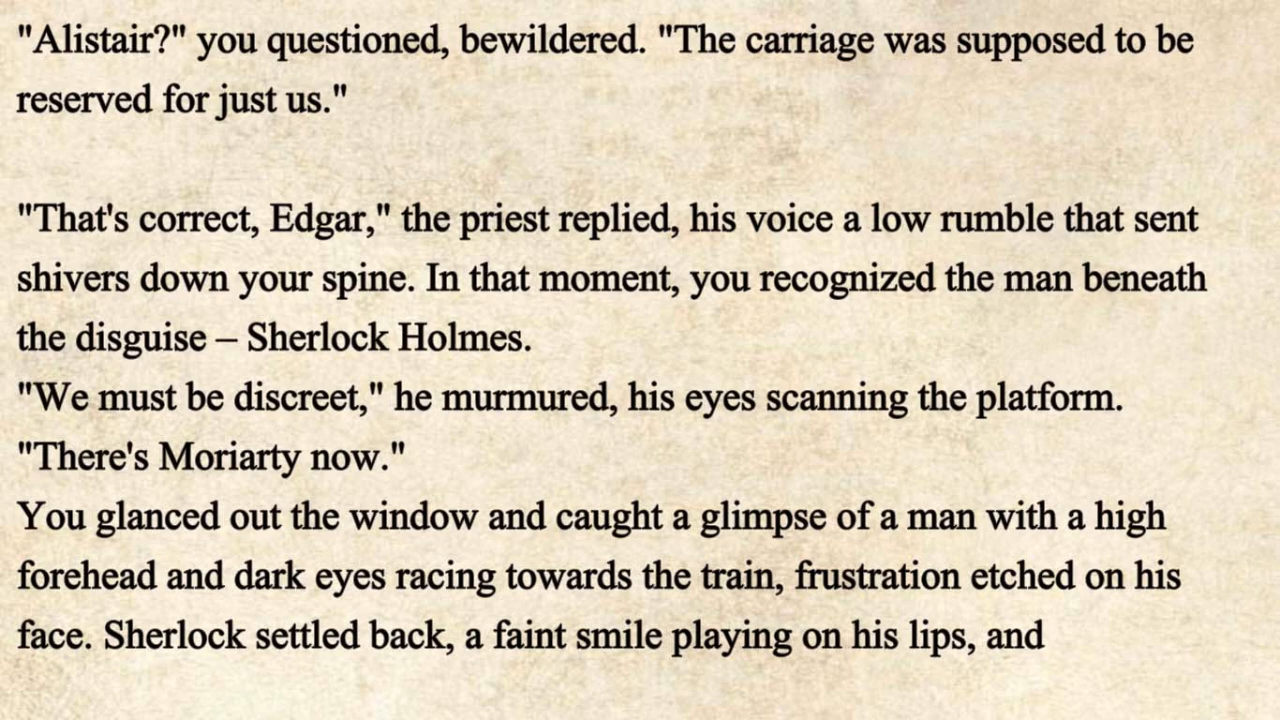 "Alistair?" you questioned, bewildered. "The carriage was supposed to be
reserved for just us."
"That's correct, Edgar," the priest replied, his voice a low rumble that sent
shivers down your spine. In that moment, you recognized the man beneath
the disguise – Sherlock Holmes.
"We must be discreet," he murmured, his eyes scanning the platform.
"There's Moriarty now."
You glanced out the window and caught a glimpse of a man with a high
forehead and dark eyes racing towards the train, frustration etched on his
face. Sherlock settled back, a faint smile playing on his lips, and